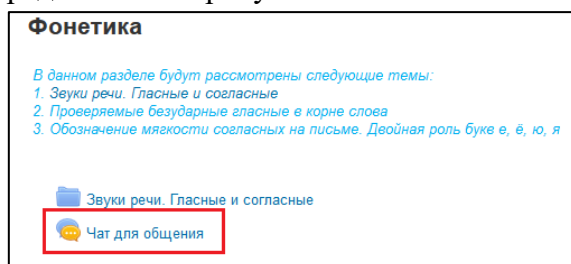 Фонетика
В данном разделе будут рассмотрены следующие темы:
1. Звуки речи. Гласные и согласные
2. Проверяемые безударные гласные в корне слова
3. Обозначение мягкости согласных на письме. Двойная роль букв е, ё, ю, я
Звуки речи. Гласные и согласные
Чат для общения